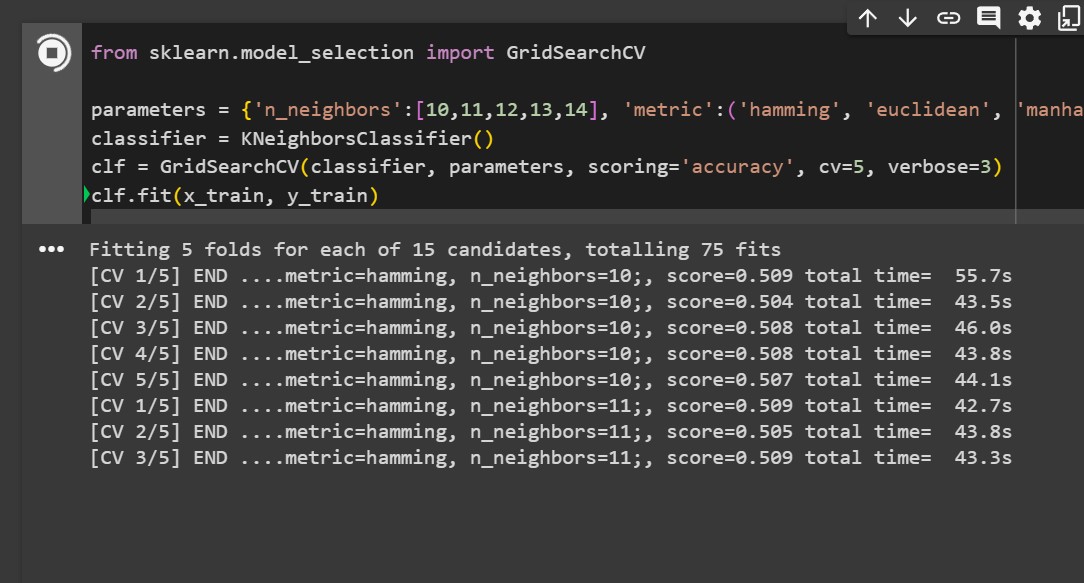 from sklearn.model_selection import GridSearchCV
parameters = {'n_neighbors':[10,11,12,13,14], 'metric':('hamming', 'euclidean', 'manha
classifier = KNeighborsClassifier()
clf = GridSearchCV(classifier, parameters, scoring='accuracy', cv=5, verbose=3)
clf.fit(x_train, y_train)
Fitting 5 folds for each of 15 candidates, totalling 75 fits
[CV 1/5] END ....metric=hamming, n_neighbors=10;, score=0.509 total time=  55.7s
[CV 2/5] END ....metric=hamming, n_neighbors=10;, score=0.504 total time=  43.5s
[CV 3/5] END ....metric=hamming, n_neighbors=10;, score=0.508 total time=  46.0s
[CV 4/5] END ....metric=hamming, n_neighbors=10;, score=0.508 total time=  43.8s
[CV 5/5] END ....metric=hamming, n_neighbors=10;, score=0.507 total time=  44.1s
[CV 1/5] END ....metric=hamming, n_neighbors=11;, score=0.509 total time=  42.7s
[CV 2/5] END ....metric=hamming, n_neighbors=11;, score=0.505 total time=  43.8s
[CV 3/5] END ....metric=hamming, n_neighbors=11;, score=0.509 total time=  43.3s